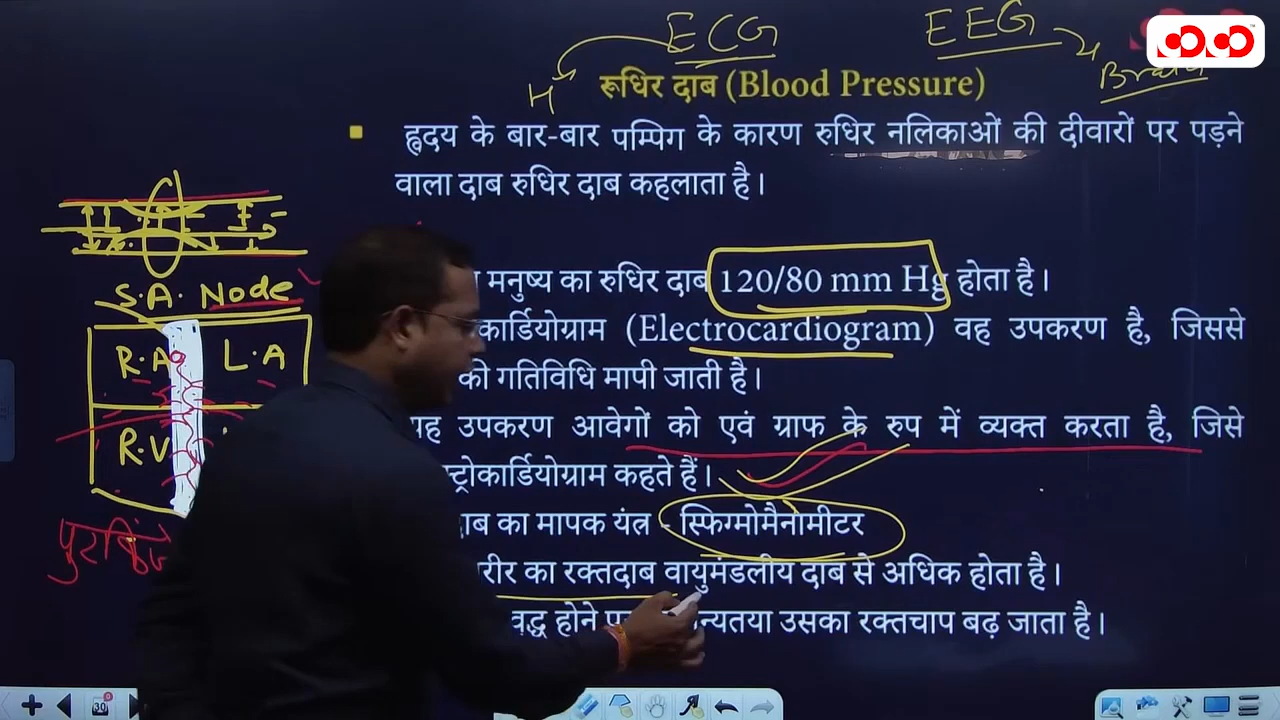 ECG
EEG
H
Brain
रूधिर दाब (Blood Pressure)
ह्रदय के बार-बार पम्पिग के कारण रुधिर नलिकाओं की दीवारों पर पड़ने
वाला दाब रुधिर दाब कहलाता है।
मनुष्य का रुधिर दाब 120/80 mm Hg होता है।
कार्डियोग्राम (Electrocardiogram) वह उपकरण है, जिससे
की गतिविधि मापी जाती है।
यह उपकरण आवेगों को एवं ग्राफ के रुप में व्यक्त करता है, जिसे
ट्रोकार्डियोग्राम कहते हैं।
दाब का मापक यंत्र - स्फिग्मोमैनोमीटर
रीर का रक्तदाब वायुमंडलीय दाब से अधिक होता है।
वृद्ध होने न्यतया उसका रक्तचाप बढ़ जाता है।
S.A. Node
R.A L.A
R.V
30